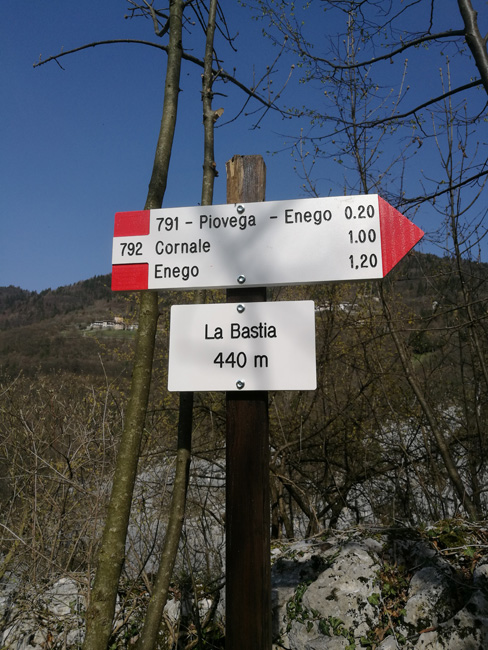 791 - Piovega - Enego 0.20
792 Cornale 1.00
Enego 1,20
La Bastia
440 m